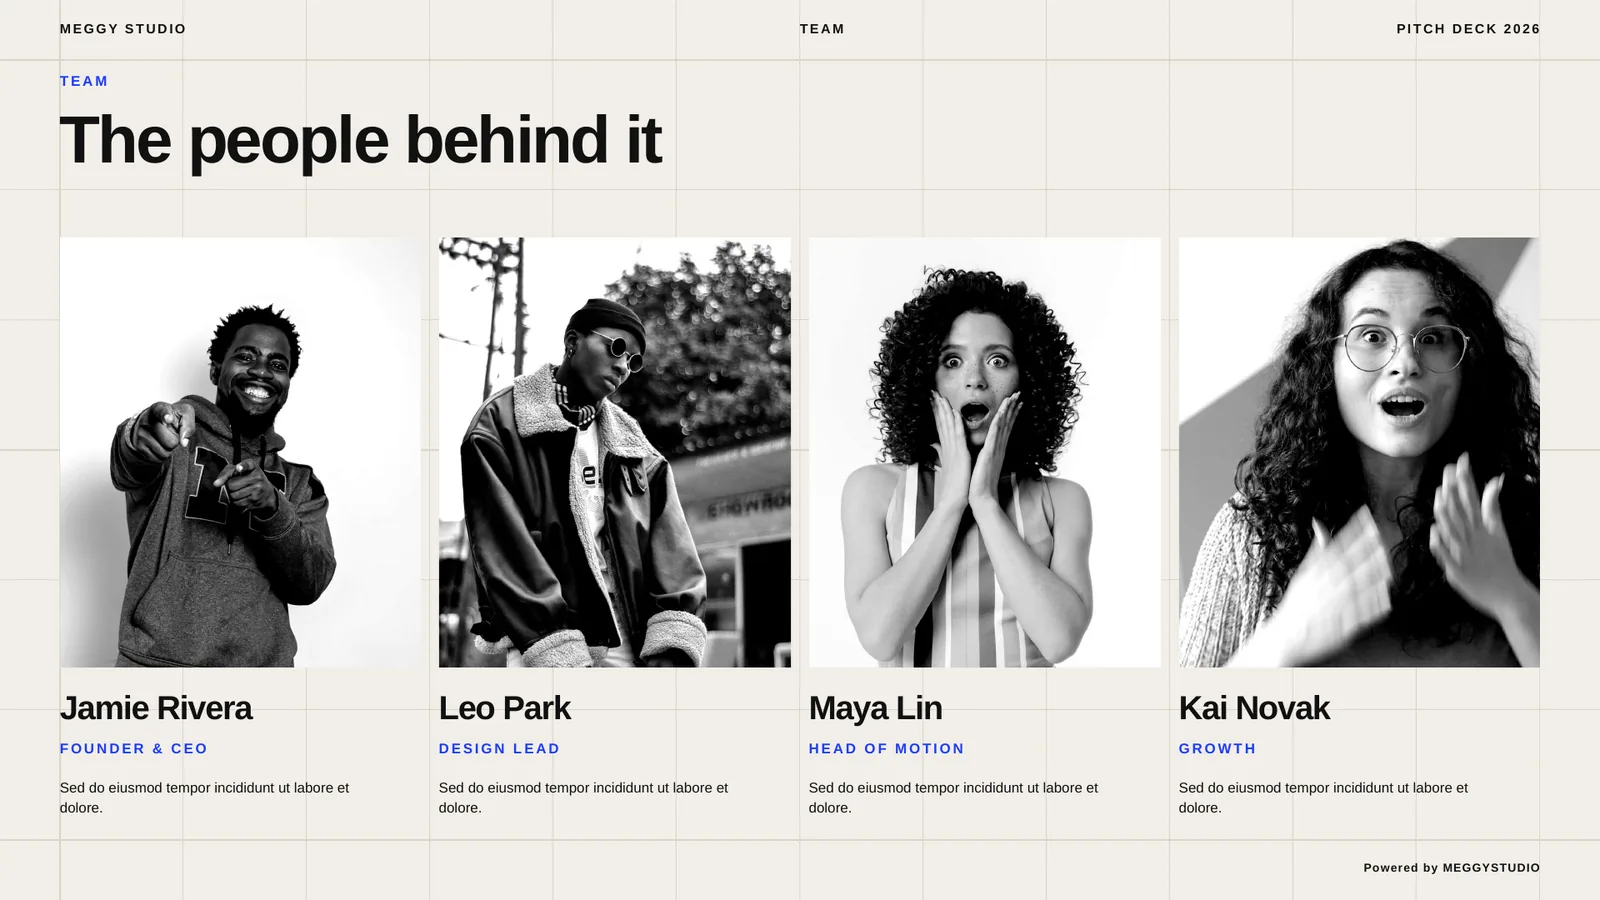 MEGGY STUDIO
TEAM
PITCH DECK 2026
TEAM
The people behind it
Jamie Rivera
FOUNDER & CEO
Sed do eiusmod tempor incididunt ut labore et
dolore.
Leo Park
DESIGN LEAD
Sed do eiusmod tempor incididunt ut labore et
dolore.
Maya Lin
HEAD OF MOTION
Sed do eiusmod tempor incididunt ut labore et
dolore.
Kai Novak
GROWTH
Sed do eiusmod tempor incididunt ut labore et
dolore.
Powered by MEGGYSTUDIO